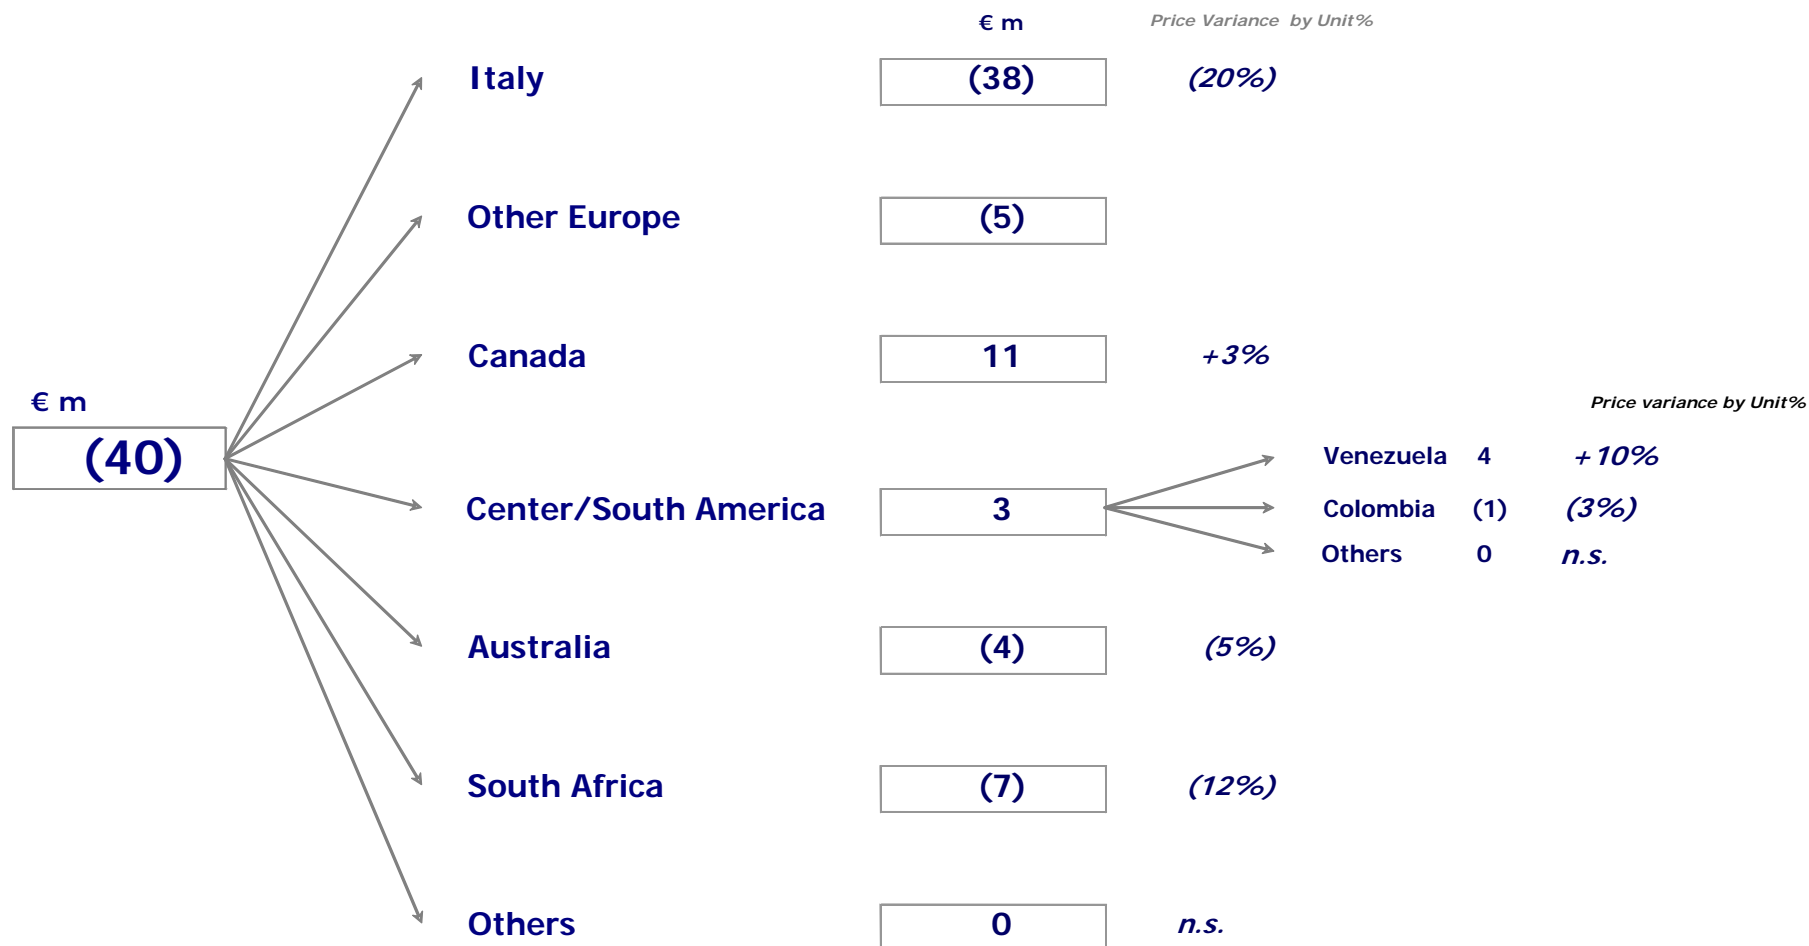 € m Price Variance by Unit%
Italy (38) (20%)
Other Europe (5)
Canada 11 +3%
€ m Price variance by Unit%
(40)
Venezuela 4 +10%
Center/South America 3 Colombia (1) (3%)
Others 0 n.s.
Australia (4) (5%)
South Africa (7) (12%)
Others 0 n.s.